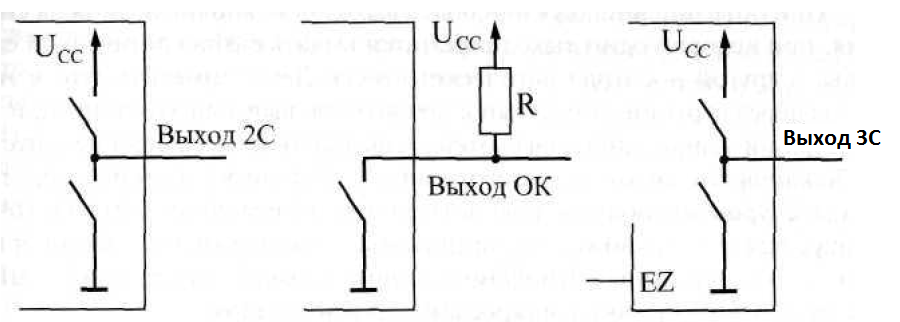 U_CC
U_CC
U_CC
R
Выход 2С
Выход ОК
Выход 3С
EZ